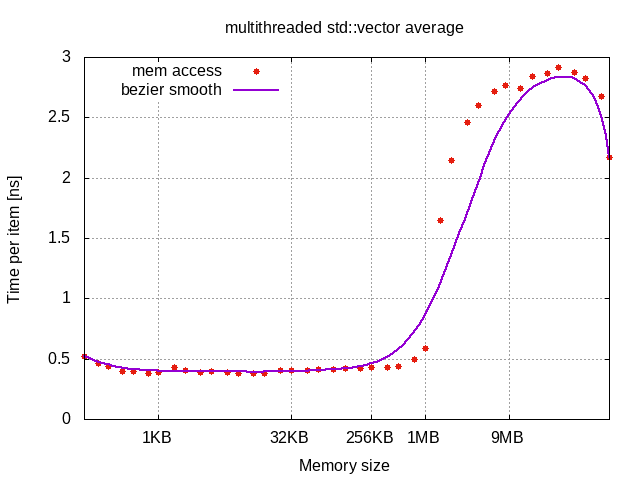 multithreaded std::vector average
mem access
bezier smooth
3
2.5
2
1.5
1
0.5
0
Time per item [ns]
1KB 32KB 256KB 1MB 9MB
Memory size